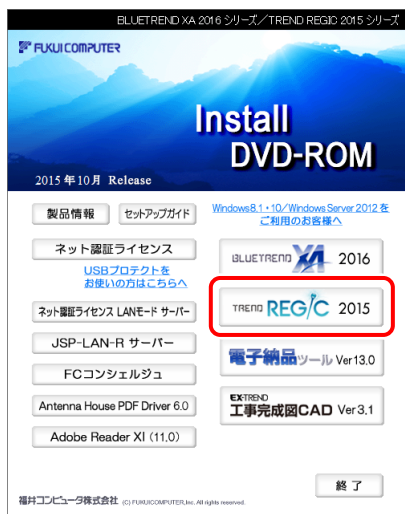 BLUETREND XA 2016 シリーズ／TREND REGIC 2015 シリーズ
FUKUI COMPUTER
Install
DVD-ROM
2015 年10月 Release
製品情報
セットアップガイド
Windows8.1・10／Windows Server 2012 を
ご利用のお客様へ
ネット認証ライセンス
USBプロテクトを
お使いの方はこちらへ
ネット認証ライセンス LANモード サーバー
JSP-LAN-R サーバー
FCコンシェルジュ
Antenna House PDF Driver 6.0
Adobe Reader XI (11.0)
BLUETREND XA 2016
TREND REGIC 2015
電子納品ツール Ver13.0
EX-TREND
工事完成図CAD Ver3.1
終了
福井コンピュータ株式会社 (C) FUKUICOMPUTER,Inc. All rights reserved.